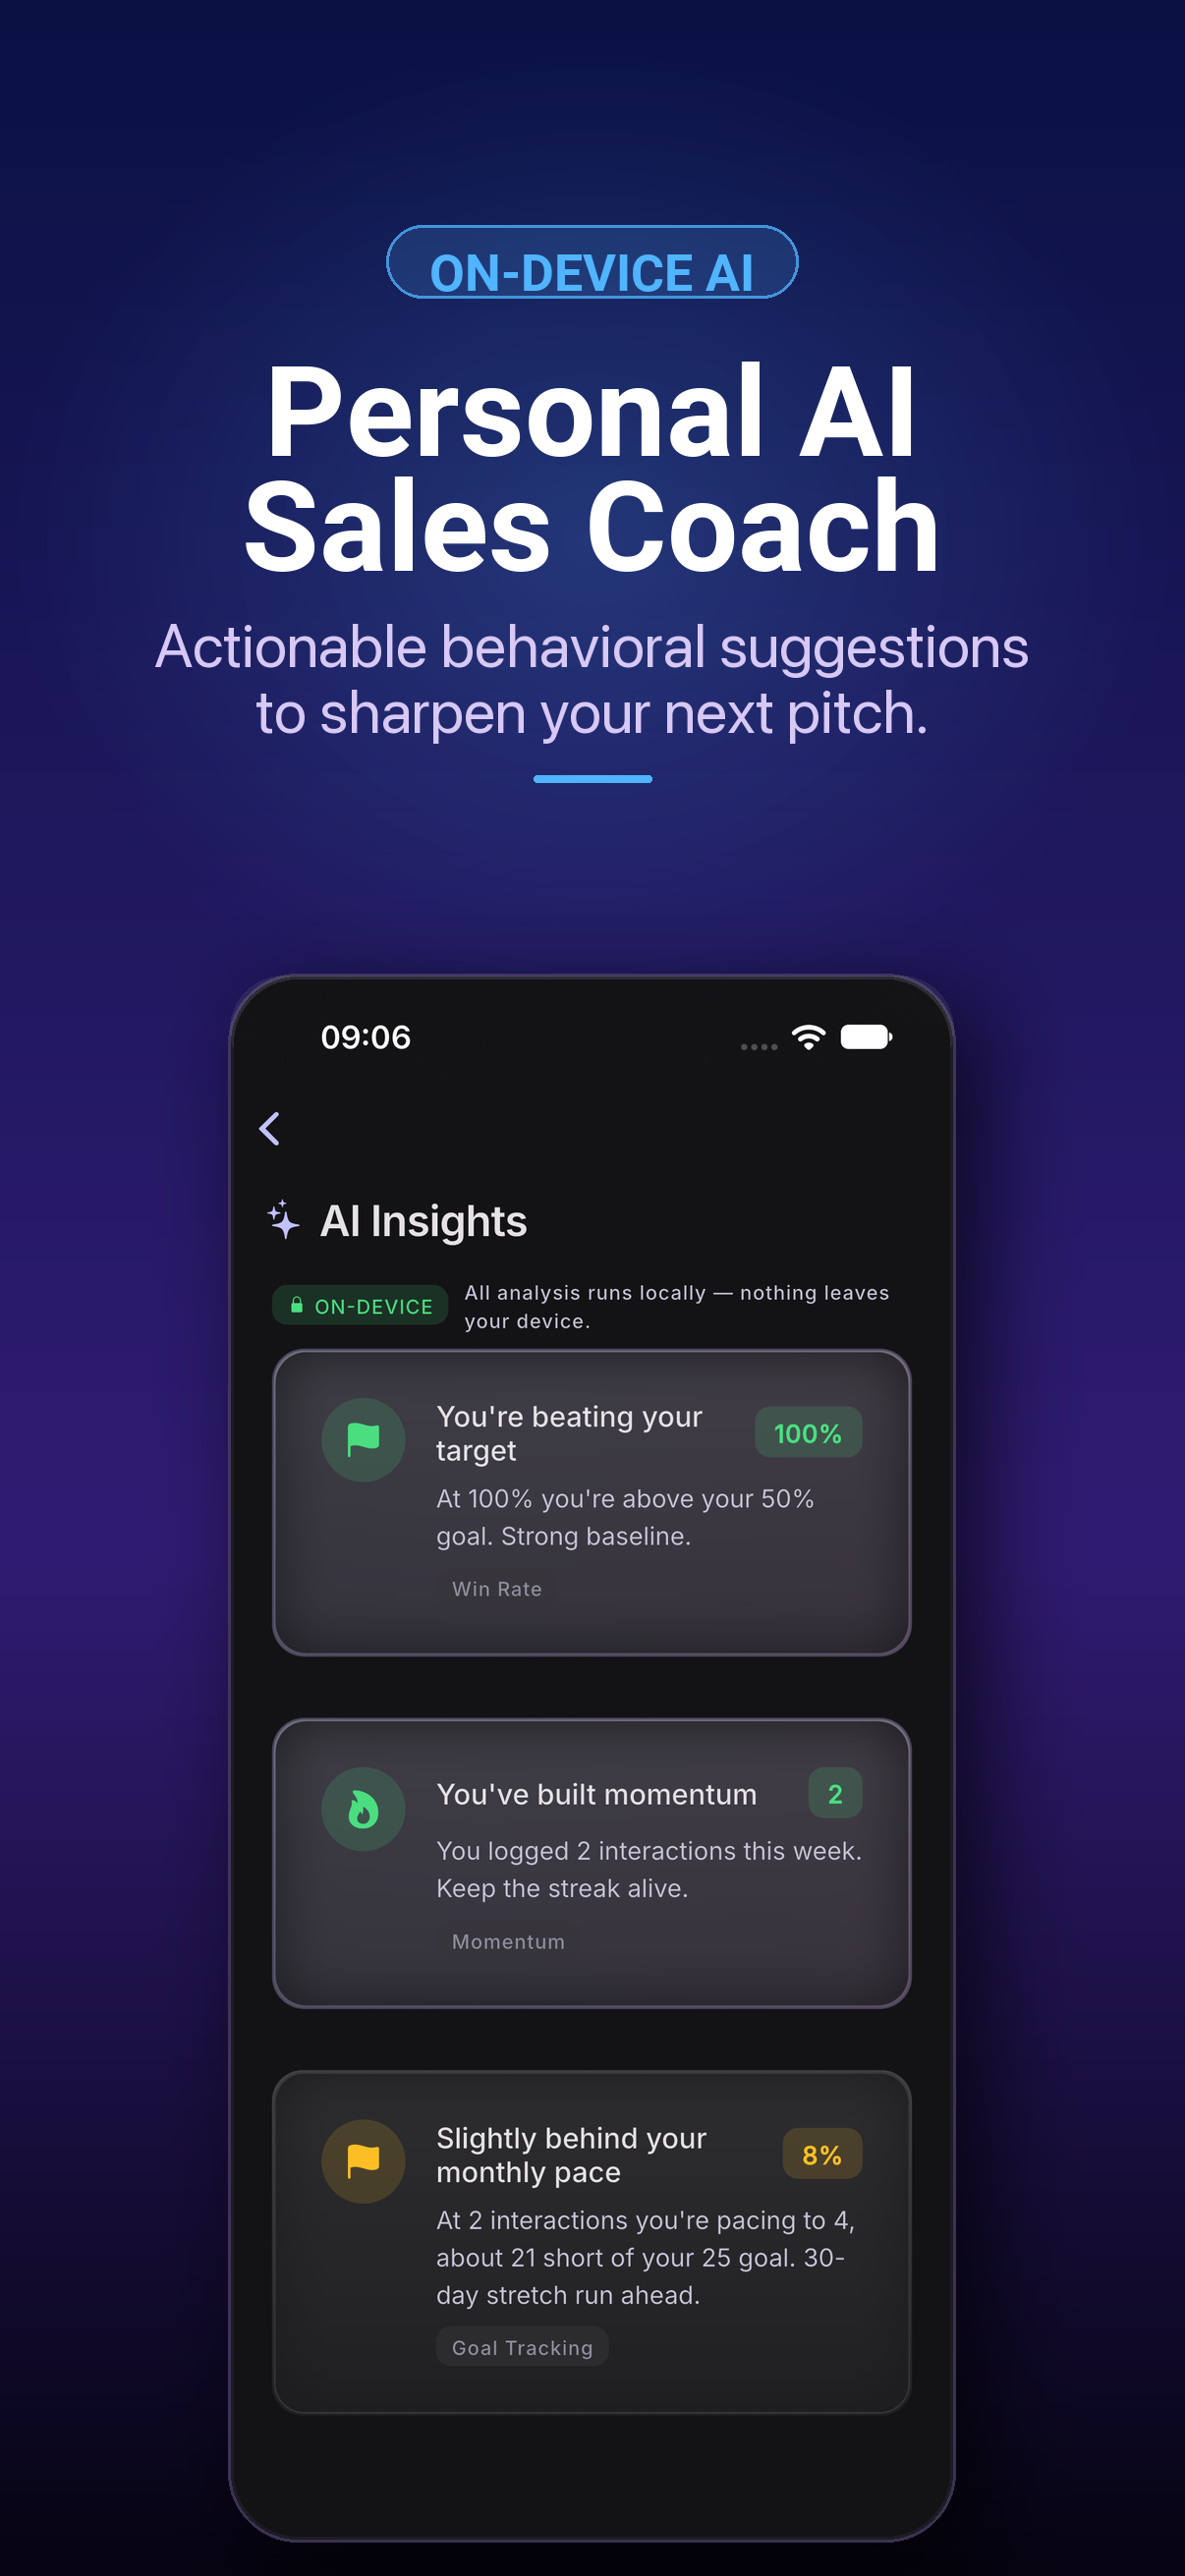 ON-DEVICE AI
Personal AI
Sales Coach
Actionable behavioral suggestions
to sharpen your next pitch.
09:06
AI Insights
ON-DEVICE
All analysis runs locally — nothing leaves
your device.
You're beating your
target
100%
At 100% you're above your 50%
goal. Strong baseline.
Win Rate
You've built momentum
2
You logged 2 interactions this week.
Keep the streak alive.
Momentum
Slightly behind your
monthly pace
8%
At 2 interactions you're pacing to 4,
about 21 short of your 25 goal. 30-
day stretch run ahead.
Goal Tracking